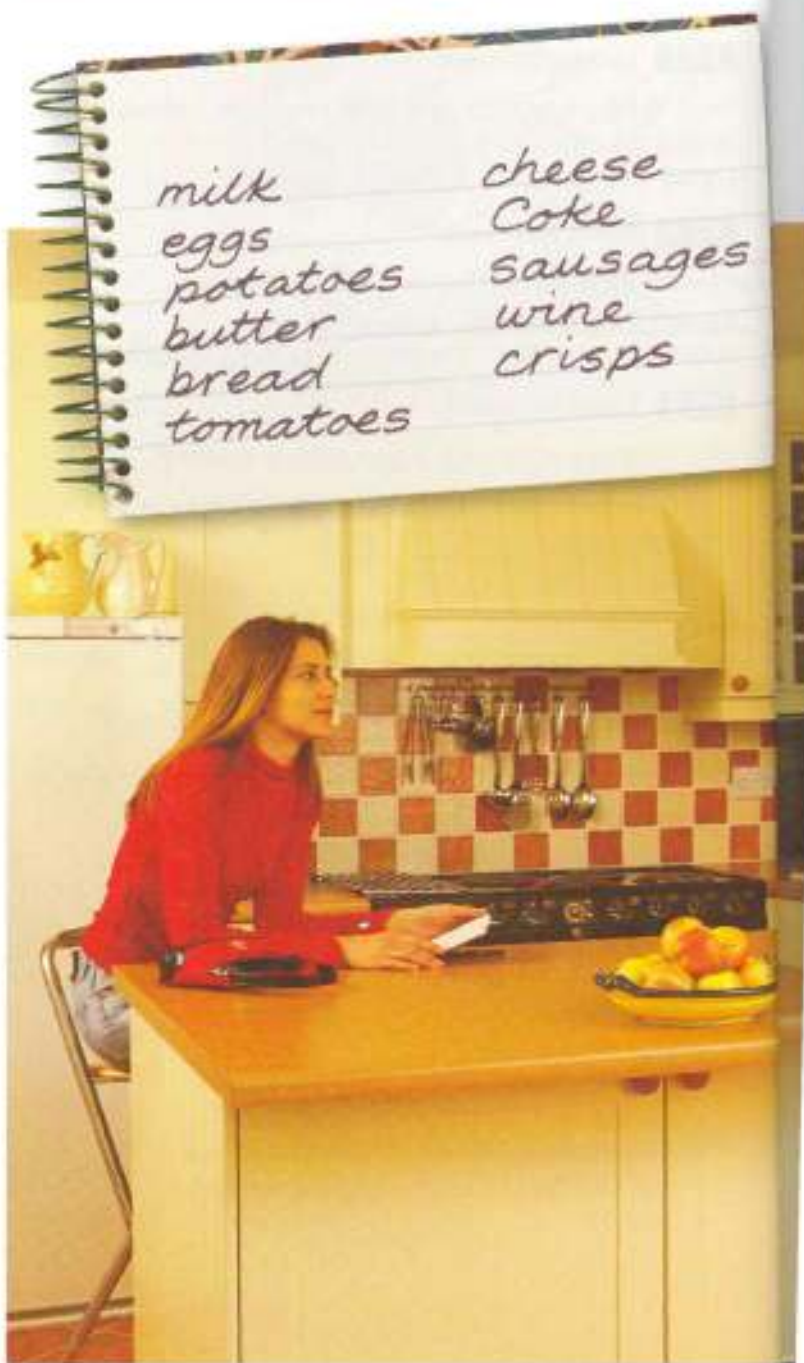 milk
eggs
potatoes
butter
bread
tomatoes
cheese
Coke
sausages
wine
crisps